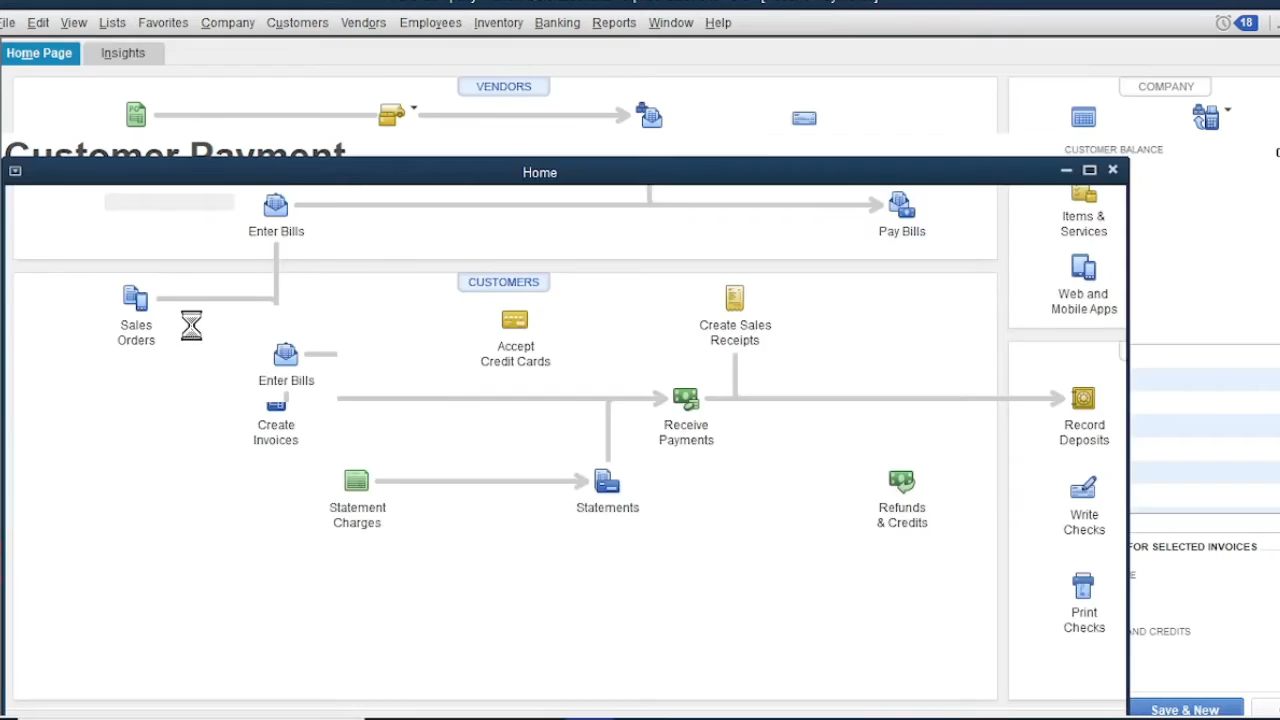 ile Edit View Lists Favorites Company Customers Vendors Employees Inventory Banking Reports Window Help
18
Home Page Insights
VENDORS
COMPANY
PO
CUSTOMER BALANCE
Customer Payment
Home
Enter Bills
Pay Bills
Items &
Services
CUSTOMERS
Web and
Mobile Apps
Sales
Orders
Create Sales
Receipts
Accept
Credit Cards
Enter Bills
Create
Invoices
Receive
Payments
Record
Deposits
Statement
Charges
Statements
Refunds
& Credits
Write
Checks
FOR SELECTED INVOICES
E
Print
Checks
ND CREDITS
Save & New